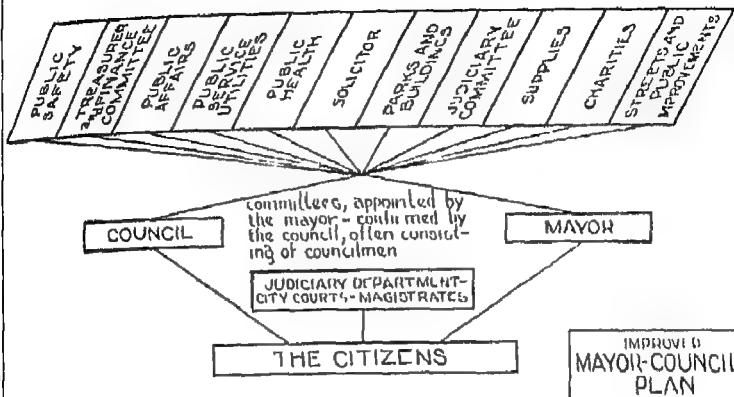 PUBLIC
SAFETY
TREASURER
and FINANCE
COMMITTEE
PUBLIC
AFFAIRS
PUBLIC
SERVICE
UTILITIES
PUBLIC
HEALTH
SOLICITOR
PARKS AND
BUILDINGS
JUDICIARY
COMMITTEE
SUPPLIES
CHARITIES
STREETS AND
PUBLIC
IMPROVEMENTS
committees, appointed by
the mayor - confirmed by
the council, often consist-
ing of councilmen
COUNCIL
MAYOR
JUDICIARY DEPARTMENT-
CITY COURTS-MAGISTRATES
THE CITIZENS
IMPROVED
MAYOR-COUNCIL
PLAN